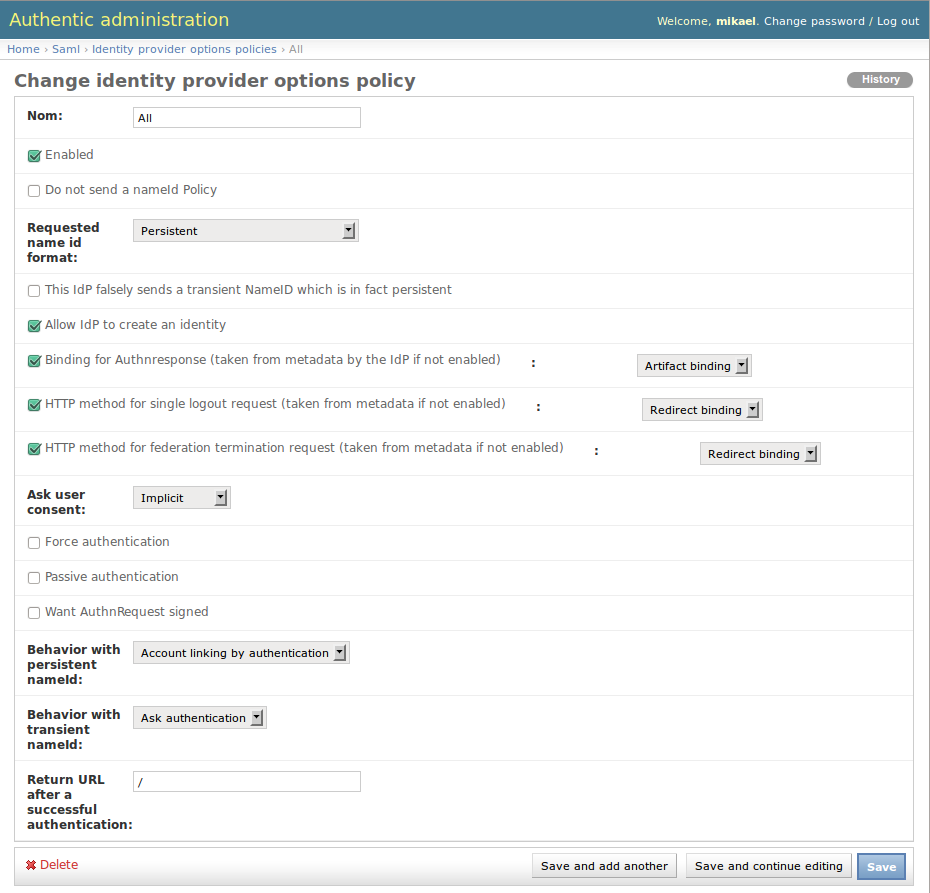 Authentic administration
Welcome, mikael. Change password / Log out
Home › Saml › Identity provider options policies › All
Change identity provider options policy
History
Nom:
All
Enabled
Do not send a nameId Policy
Requested
name id
format:
Persistent
This IdP falsely sends a transient NameID which is in fact persistent
Allow IdP to create an identity
Binding for Authnresponse (taken from metadata by the IdP if not enabled) : Artifact binding
HTTP method for single logout request (taken from metadata if not enabled) : Redirect binding
HTTP method for federation termination request (taken from metadata if not enabled) : Redirect binding
Ask user
consent:
Implicit
Force authentication
Passive authentication
Want AuthnRequest signed
Behavior with
persistent
nameId:
Account linking by authentication
Behavior with
transient
nameId:
Ask authentication
Return URL
after a
successful
authentication:
/
Delete
Save and add another
Save and continue editing
Save